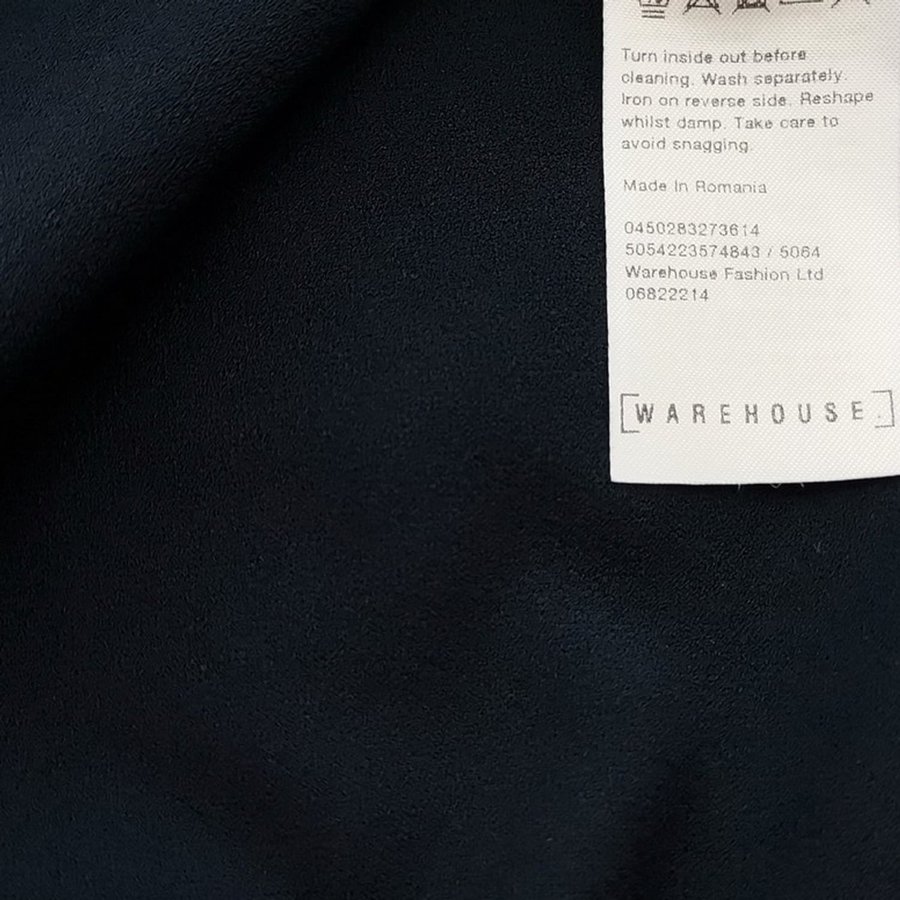 Turn inside out before
cleaning. Wash separately.
Iron on reverse side. Reshape
whilst damp. Take care to
avoid snagging.
Made In Romania
0450283273614
5054223574843 / 5064
Warehouse Fashion Ltd
06822214
[WAREHOUSE.]